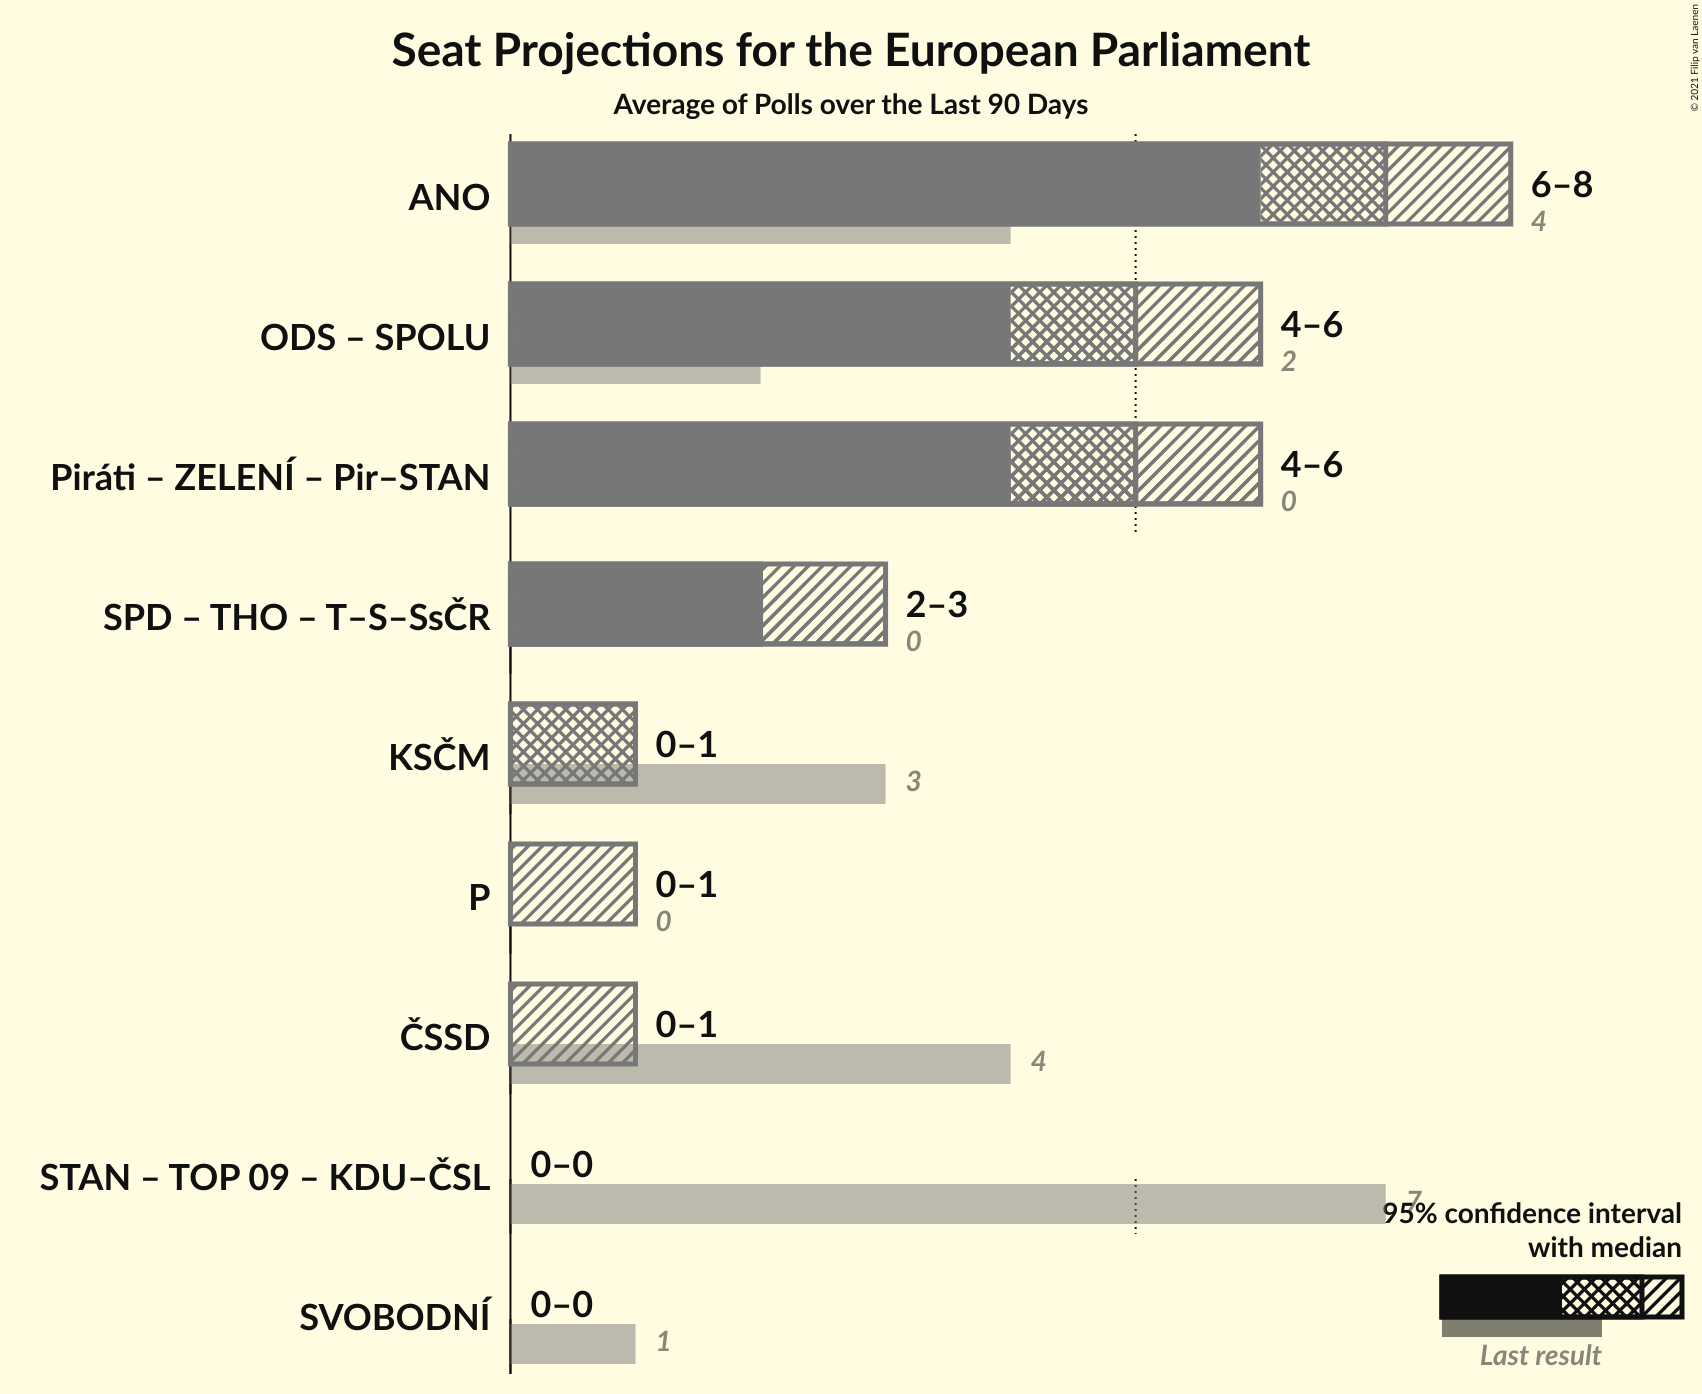 © 2021 Filip van Laenen
Seat Projections for the European Parliament
Average of Polls over the Last 90 Days
ANO
6–8
4
ODS – SPOLU
4–6
2
Piráti – ZELENÍ – Pir–STAN
4–6
0
SPD – THO – T–S–SsČR
2–3
0
KSČM
0–1
3
P
0–1
0
ČSSD
0–1
4
STAN – TOP 09 – KDU–ČSL
0–0
7
95% confidence interval
with median
SVOBODNÍ
0–0
1
Last result